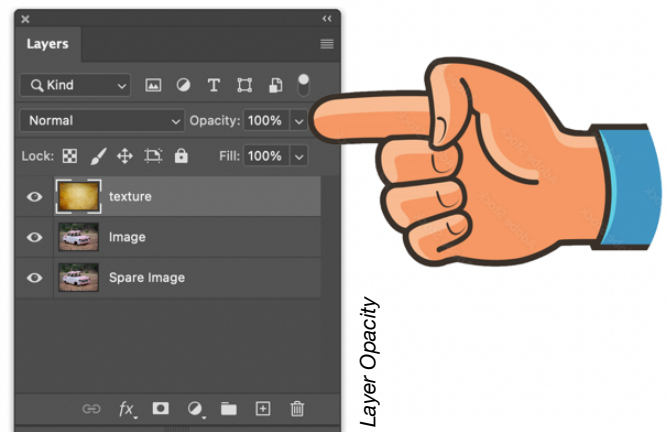 Layers
Kind
Normal Opacity: 100%
Lock: Fill: 100%
texture
Image
Spare Image
fx
Layer Opacity